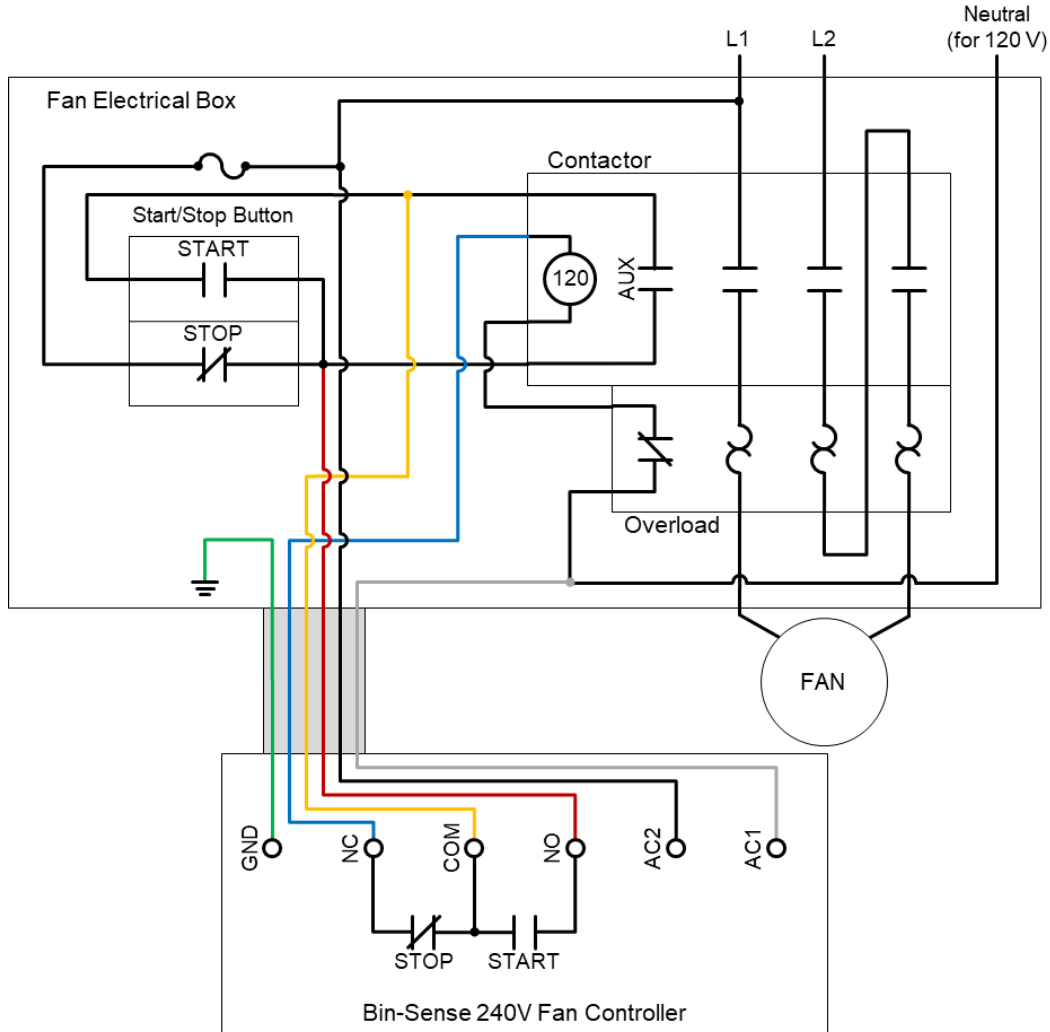 Neutral
(for 120 V)
L1
L2
Fan Electrical Box
Contactor
Start/Stop Button
START
120
AUX
STOP
Overload
FAN
GND
NC
COM
NO
AC2
AC1
STOP
START
Bin-Sense 240V Fan Controller